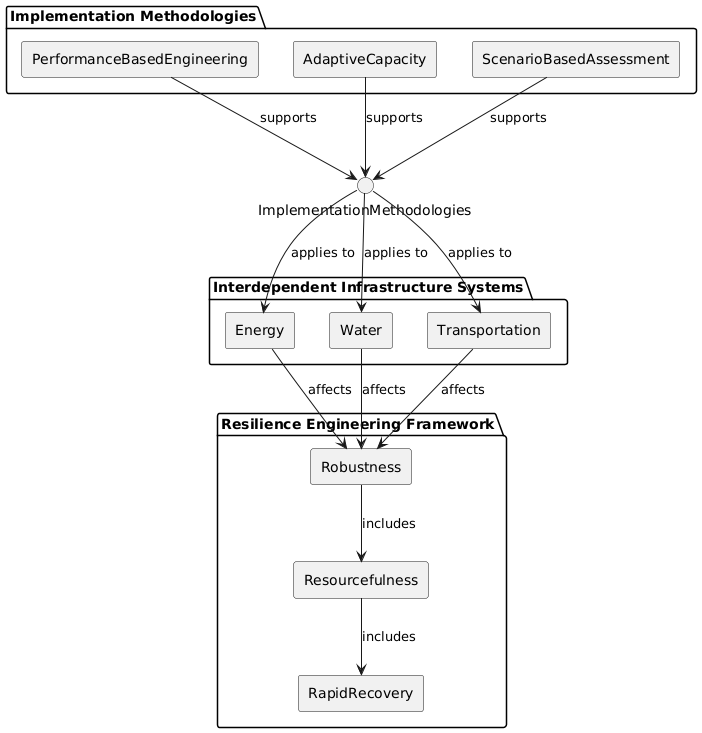 Implementation Methodologies
PerformanceBasedEngineering
AdaptiveCapacity
ScenarioBasedAssessment
supports
supports
supports
ImplementationMethodologies
applies to
applies to
applies to
Interdependent Infrastructure Systems
Energy
Water
Transportation
affects
affects
affects
Resilience Engineering Framework
Robustness
includes
Resourcefulness
includes
RapidRecovery